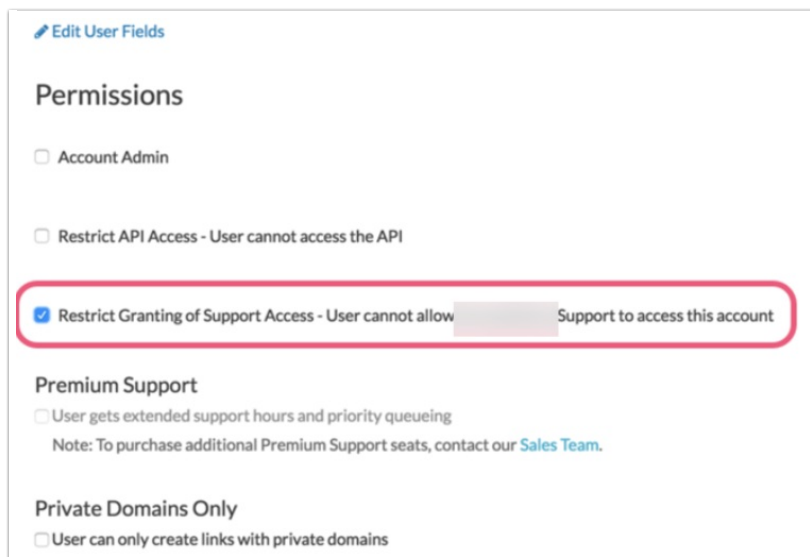 Edit User Fields
Permissions
Account Admin
Restrict API Access - User cannot access the API
Restrict Granting of Support Access - User cannot allow Support to access this account
Premium Support
User gets extended support hours and priority queueing
Note: To purchase additional Premium Support seats, contact our Sales Team.
Private Domains Only
User can only create links with private domains